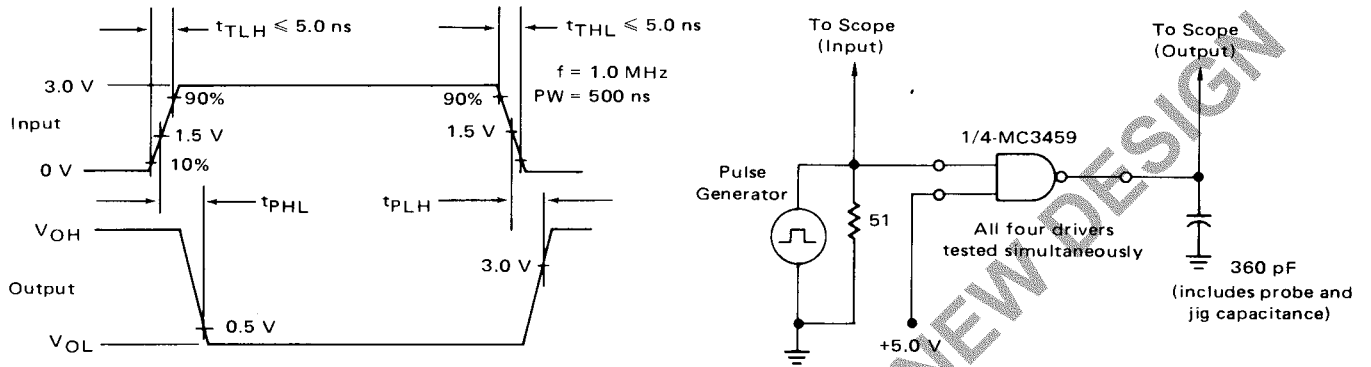 tTLH ≤ 5.0 ns
tTHL ≤ 5.0 ns
f = 1.0 MHz
PW = 500 ns
3.0 V
90%
90%
Input
1.5 V
1.5 V
0 V
10%
tPHL
tPLH
VOH
3.0 V
Output
0.5 V
VOL
To Scope
(Input)
To Scope
(Output)
1/4-MC3459
Pulse
Generator
51
All four drivers
tested simultaneously
360 pF
(includes probe and
jig capacitance)
+5.0 V
NEW DESIGN